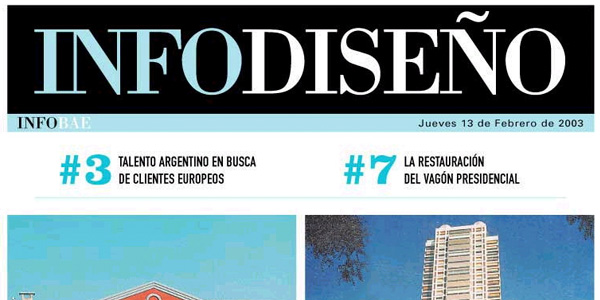 INFODISEÑO
INFOBAE
Jueves 13 de Febrero de 2003
#3 TALENTO ARGENTINO EN BUSCA
DE CLIENTES EUROPEOS
#7 LA RESTAURACIÓN
DEL VAGÓN PRESIDENCIAL